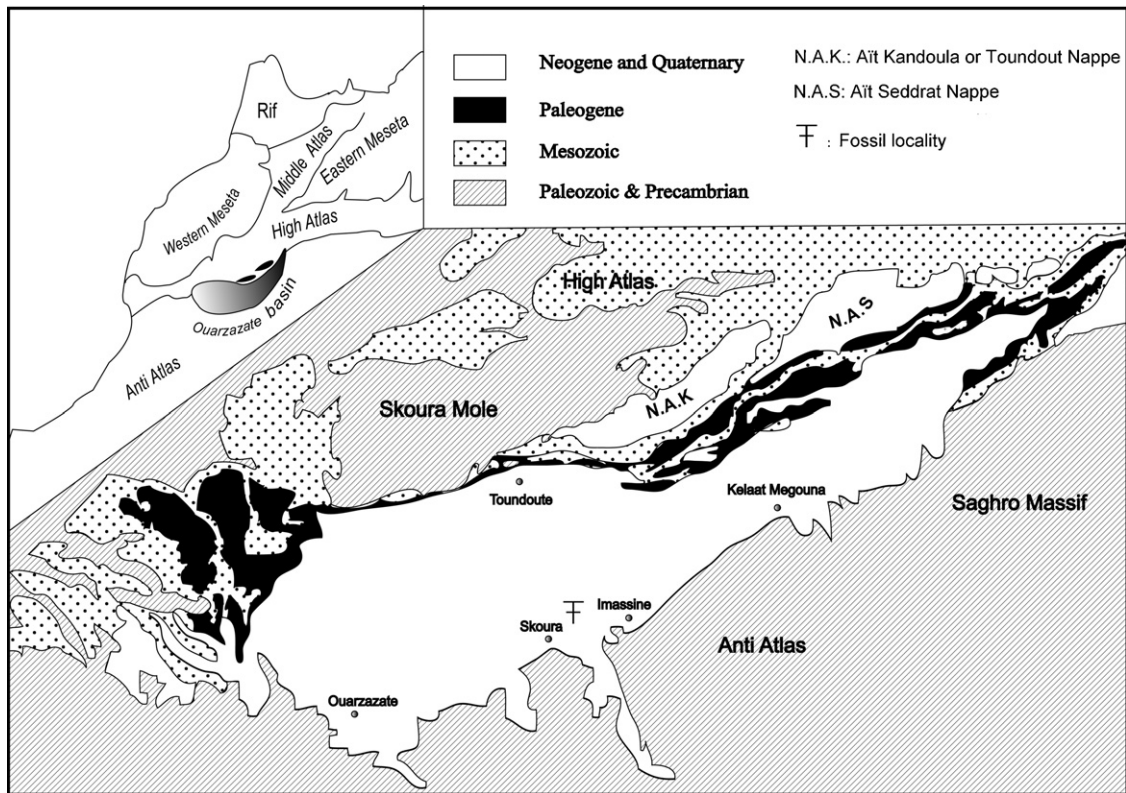 Neogene and Quaternary
Paleogene
Mesozoic
Paleozoic & Precambrian
N.A.K.: Aït Kandoula or Toundout Nappe
N.A.S: Aït Seddrat Nappe
: Fossil locality
Rif
Middle Atlas
Eastern Meseta
Western Meseta
High Atlas
Ouarzazate basin
Anti Atlas
High Atlas
N.A.S
Skoura Mole
N.A.K
Toundoute
Kelaat Megouna
Saghro Massif
Imassine
Skoura
Anti Atlas
Ouarzazate